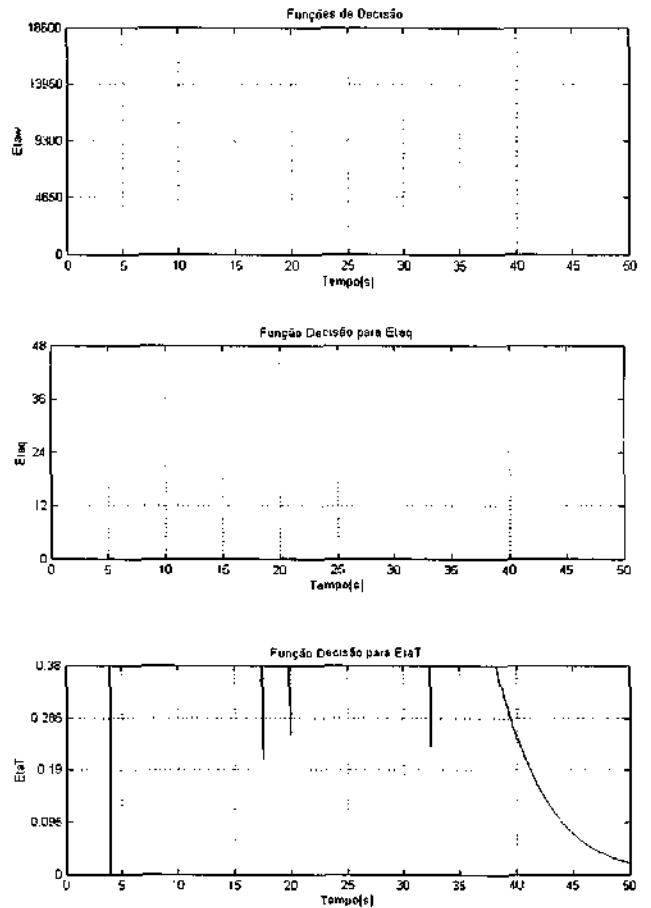 Funções de Decisão
18600
13950
9300
4650
0
Etaw
0 5 10 15 20 25 30 35 40 45 50
Tempo[s]
Função Decisão para Etaq
48
36
24
12
0
Etaq
0 5 10 15 20 25 30 35 40 45 50
Tempo[s]
Função Decisão para EtaT
0.38
0.285
0.19
0.095
0
EtaT
0 5 10 15 20 25 30 35 40 45 50
Tempo[s]